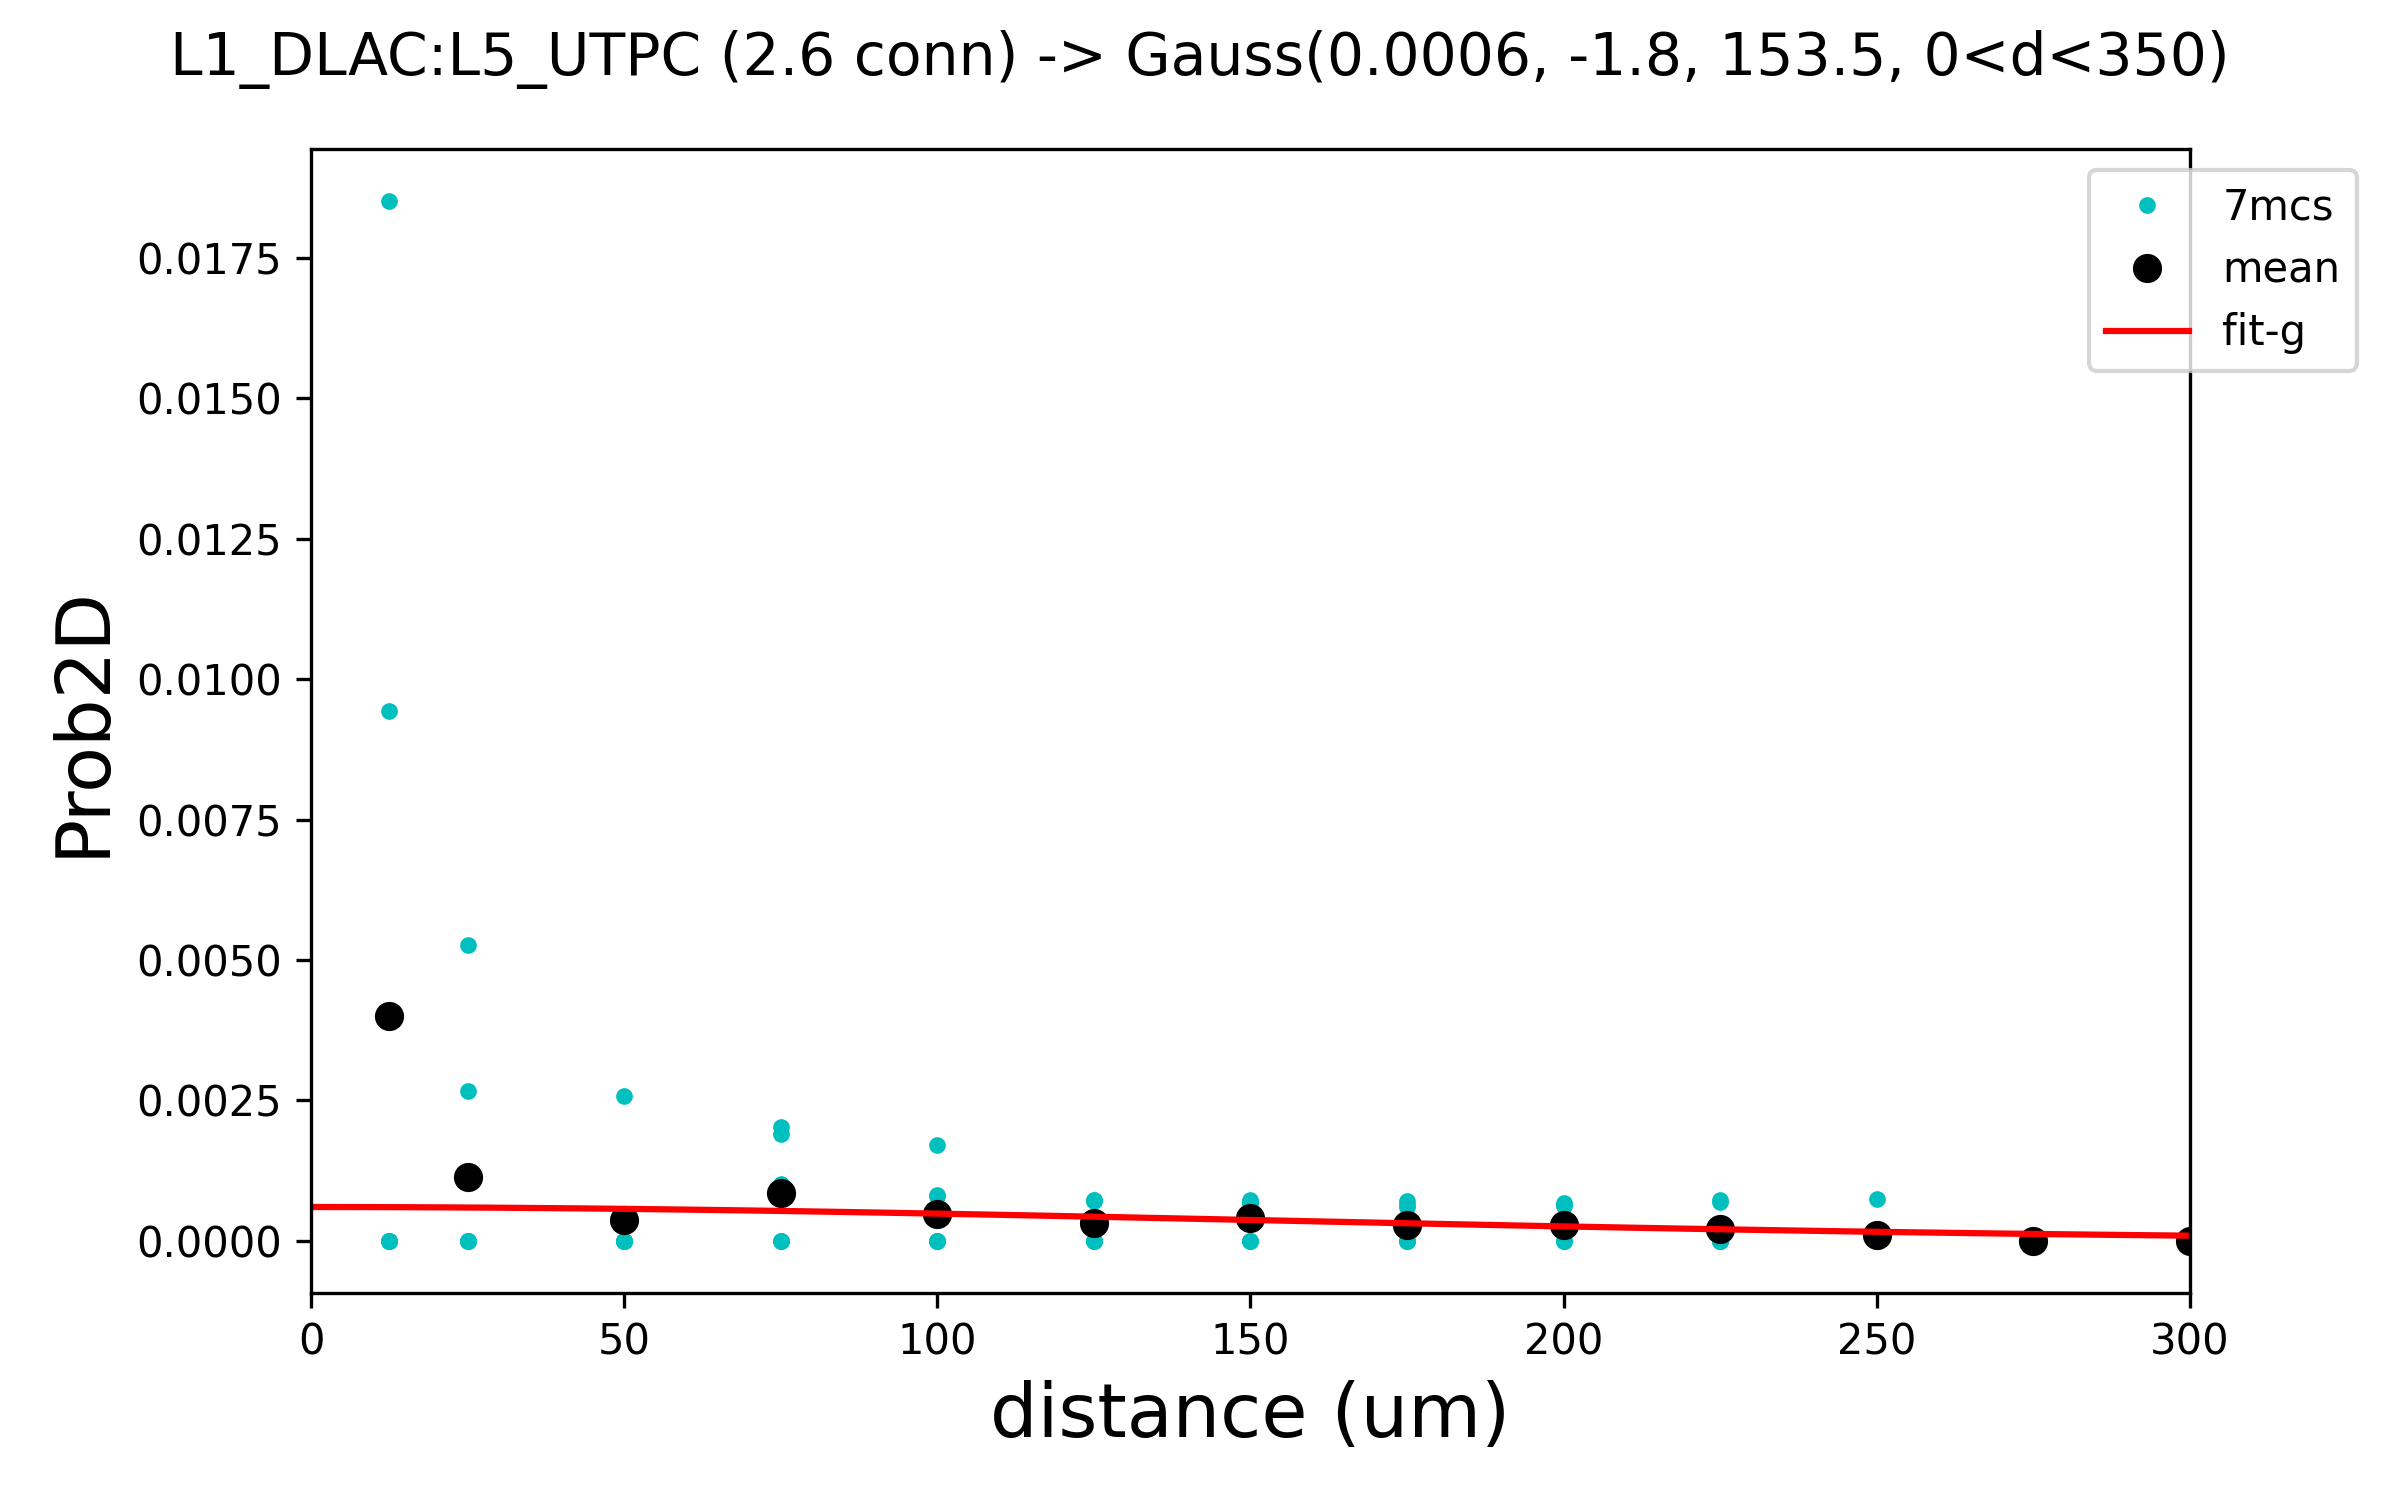 L1_DLAC:L5_UTPC (2.6 conn) -> Gauss(0.0006, -1.8, 153.5, 0<d<350)
7mcs
mean
fit-g
Prob2D
0.0175
0.0150
0.0125
0.0100
0.0075
0.0050
0.0025
0.0000
0 50 100 150 200 250 300
distance (um)